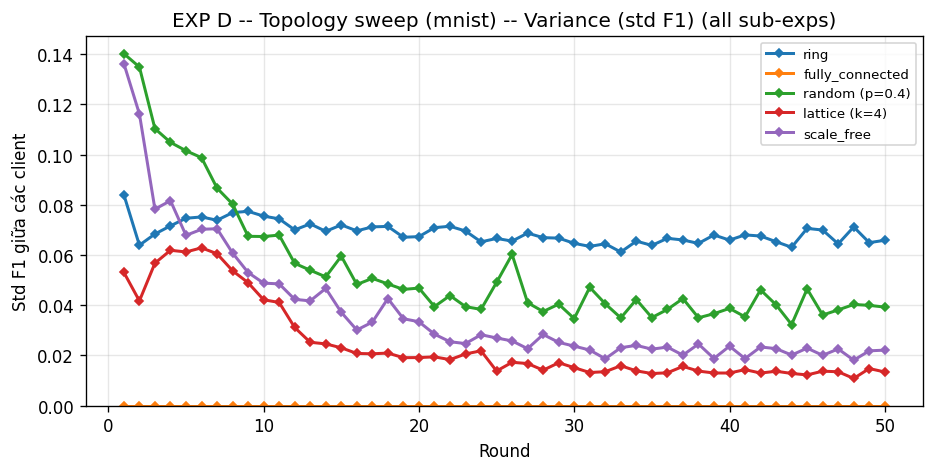 EXP D -- Topology sweep (mnist) -- Variance (std F1) (all sub-exps)
Std F1 giữa các client
0.14
0.12
0.10
0.08
0.06
0.04
0.02
0.00
ring
fully_connected
random (p=0.4)
lattice (k=4)
scale_free
0
10
20
30
40
50
Round